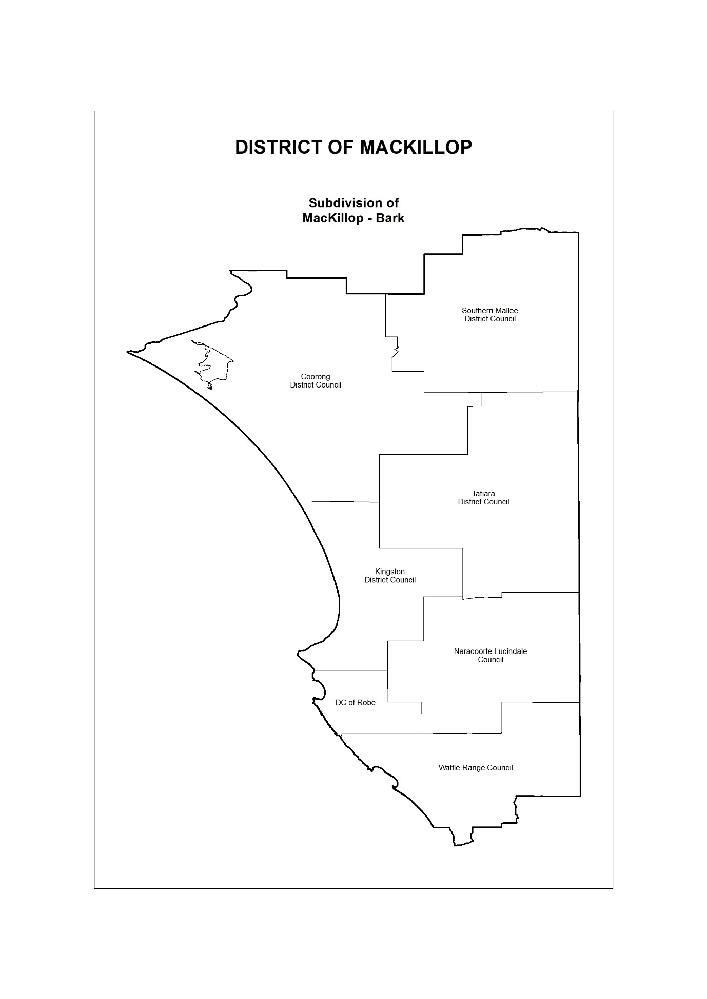 DISTRICT OF MACKILLOP
Subdivision of
MacKillop - Bark
Southern Mallee
District Council
Coorong
District Council
Tatiara
District Council
Kingston
District Council
Naracoorte Lucindale
Council
DC of Robe
Wattle Range Council